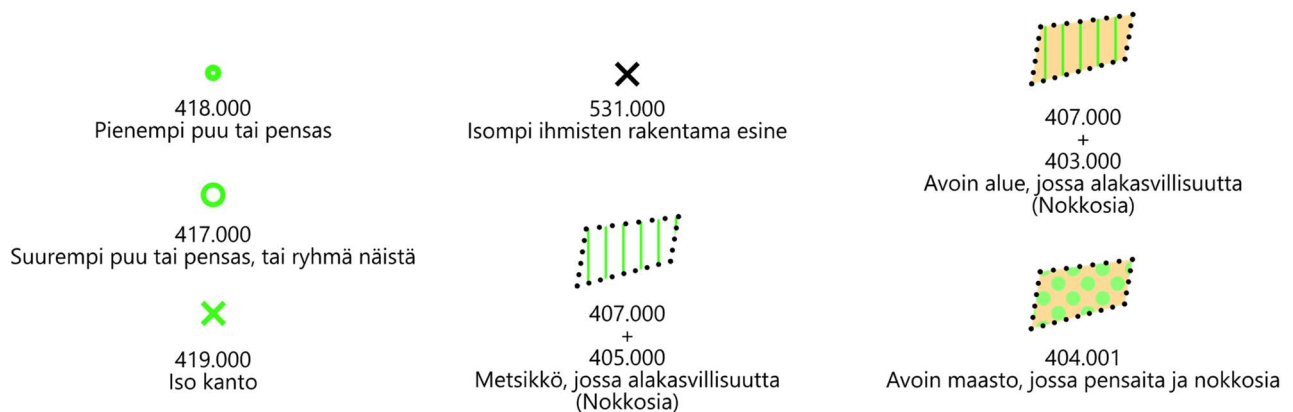 418.000
Pienempi puu tai pensas
417.000
Suurempi puu tai pensas, tai ryhmä näistä
419.000
Iso kanto
531.000
Isompi ihmisten rakentama esine
407.000
+
405.000
Metsikkö, jossa alakasvillisuutta
(Nokkosia)
407.000
+
403.000
Avoin alue, jossa alakasvillisuutta
(Nokkosia)
404.001
Avoin maasto, jossa pensaita ja nokkosia